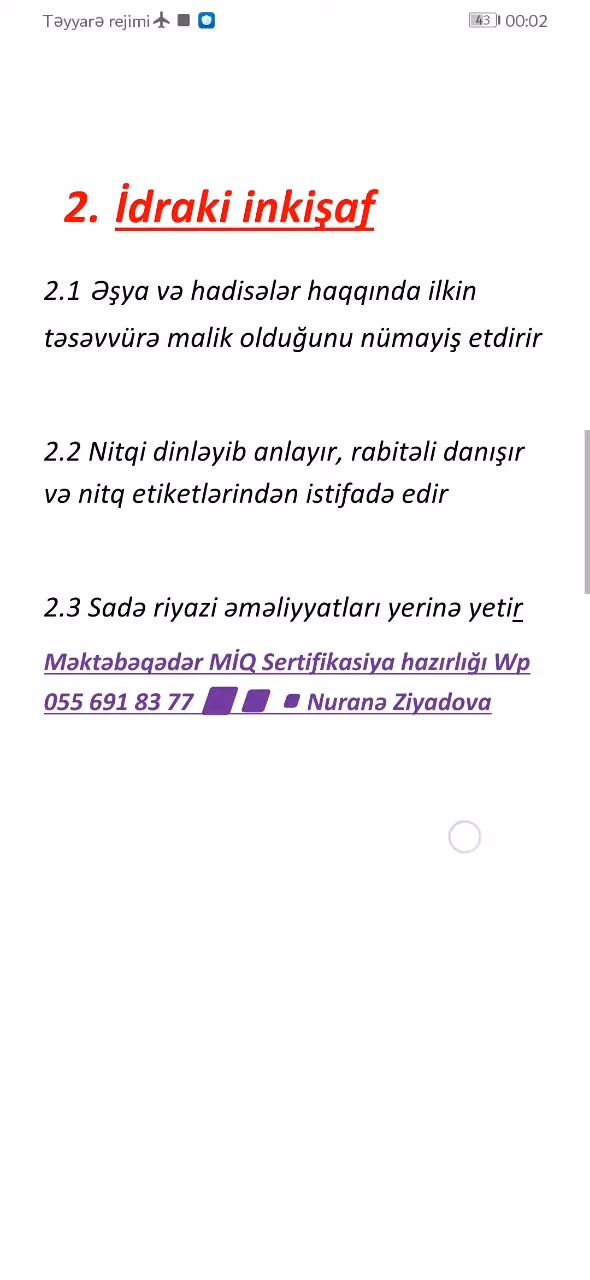 Təyyarə rejimi 43 00:02
2. İdraki inkişaf
2.1 Əşya və hadisələr haqqında ilkin
təsəvvürə malik olduğunu nümayiş etdirir
2.2 Nitqi dinləyib anlayır, rabitəli danışır
və nitq etiketlərindən istifadə edir
2.3 Sadə riyazi əməliyyatları yerinə yetir
Məktəbəqədər MİQ Sertifikasiya hazırlığı Wp
055 691 83 77 Nuranə Ziyadova